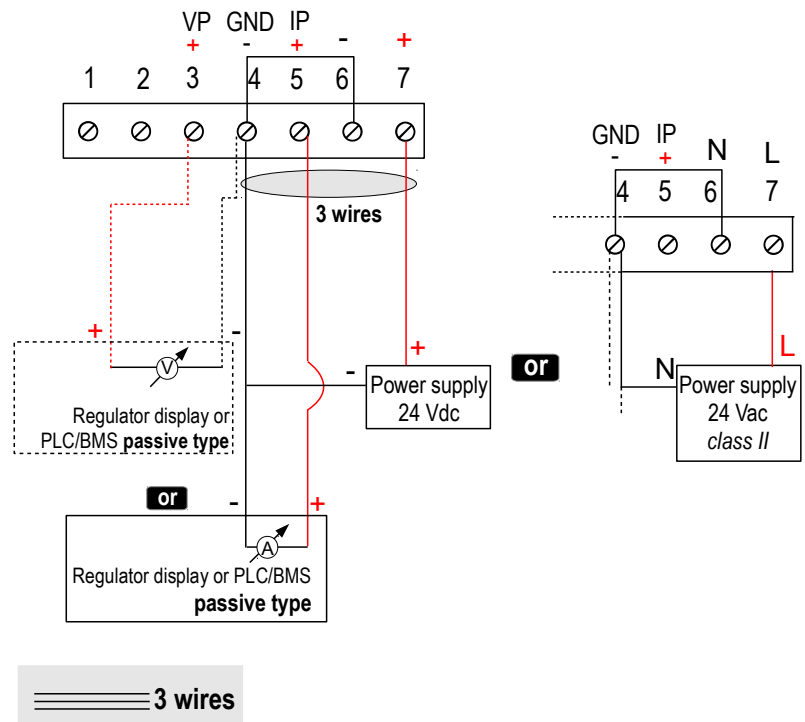 VP GND IP
+ - + - +
1 2 3 4 5 6 7
3 wires
+ -
V
Regulator display or
PLC/BMS passive type
- +
Power supply
24 Vdc
or
- +
A
Regulator display or PLC/BMS
passive type
or
GND IP N L
- +
4 5 6 7
N L
Power supply
24 Vac
class II
3 wires